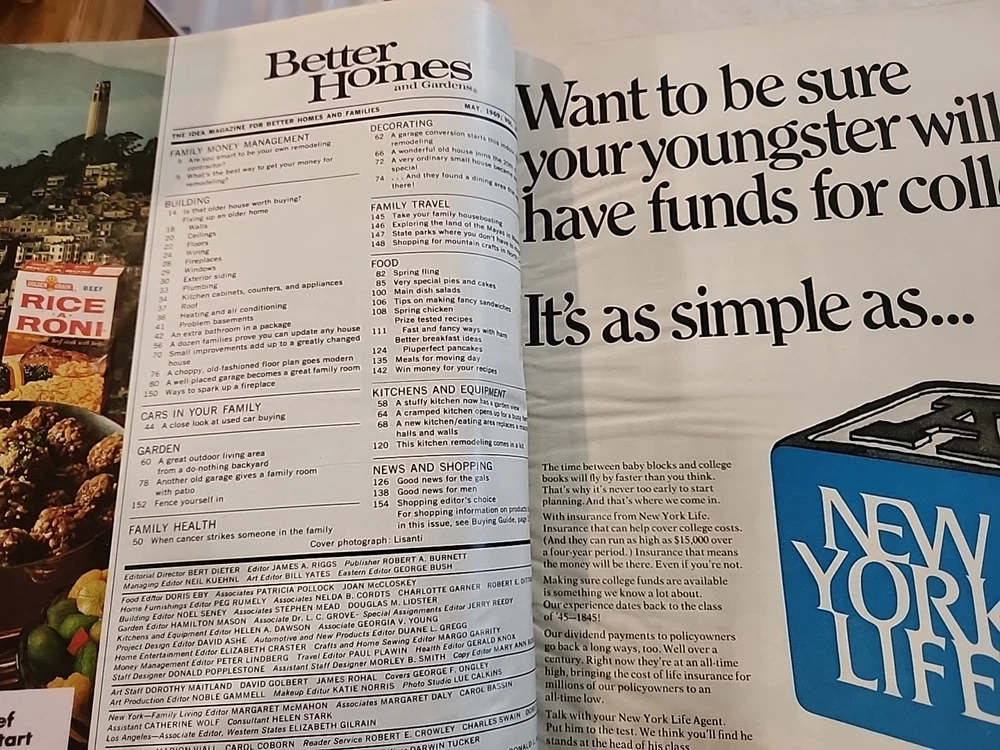 Better
Homes
and Gardens®
THE IDEA MAGAZINE FOR BETTER HOMES AND FAMILIES
MAY, 1969,
FAMILY MONEY MANAGEMENT
6 Are you smart to be your own remodeling
contractor?
What's the best way to get your money for
remodeling?
BUILDING
14 Is that older house worth buying?
Fixing up an older home
18 Walls
20 Ceilings
22 Floors
24 Wiring
28 Fireplaces
29 Windows
30 Exterior siding
33 Plumbing
34 Kitchen cabinets, counters, and appliances
37 Roof
38 Heating and air conditioning
41 Problem basements
42 An extra bathroom in a package
56 A dozen families prove you can update any house
70 Small improvements add up to a greatly changed
house
76 A choppy, old-fashioned floor plan goes modern
80 A well-placed garage becomes a great family room
150 Ways to spark up a fireplace
CARS IN YOUR FAMILY
44 A close look at used car buying
GARDEN
60 A great outdoor living area
from a do-nothing backyard
78 Another old garage gives a family room
with patio
152 Fence yourself in
FAMILY HEALTH
50 When cancer strikes someone in the family
DECORATING
62 A garage conversion starts this
remodeling
66 A wonderful old house joins the 20th
72 A very ordinary small house became
special!
74 . . . And they found a dining area
there!
FAMILY TRAVEL
145 Take your family houseboating
146 Exploring the land of the Mayas in
147 State parks where you don't have to
148 Shopping for mountain crafts in
FOOD
82 Spring fling
85 Very special pies and cakes
100 Main dish salads
106 Tips on making fancy sandwiches
108 Spring chicken
Prize tested recipes
111 Fast and fancy ways with ham
Better breakfast ideas
124 Pluperfect pancakes
135 Meals for moving day
142 Win money for your recipes
KITCHENS AND EQUIPMENT
58 A stuffy kitchen now has a garden view
64 A cramped kitchen opens up for a busy
68 A new kitchen/eating area replaces a
halls and walls
120 This kitchen remodeling comes in a
NEWS AND SHOPPING
126 Good news for the gals
138 Good news for men
154 Shopping editor's choice
For shopping information on products
in this issue, see Buying Guide, page
Cover photograph: Lisanti
Editorial Director BERT DIETER Editor JAMES A. RIGGS Publisher ROBERT A. BURNETT
Managing Editor NEIL KUEHNL Art Editor BILL YATES Eastern Editor GEORGE BUSH
Food Editor DORIS EBY Associates PATRICIA POLLOCK JOAN McCLOSKEY
Home Furnishings Editor PEG RUMELY Associates NELDA B. CORDTS CHARLOTTE GARNER ROBERT E.
Building Editor NOEL SENEY Associates STEPHEN MEAD DOUGLAS M. LIDSTER
Garden Editor HAMILTON MASON Associate Dr. L. C. GROVE Special Assignments Editor JERRY REEDY
Kitchens and Equipment Editor HELEN A. DAWSON Associate GEORGIA V. YOUNG
Project Design Editor DAVID ASHE Automotive and New Products Editor DUANE L. GREGG
Home Entertainment Editor ELIZABETH CRASTER Crafts and Home Sewing Editor MARGO GARRITY
Money Management Editor PETER LINDBERG Travel Editor PAUL PLAWIN Health Editor GERALD KNOX
Staff Designer DONALD POPPLESTONE Assistant Staff Designer MORLEY B. SMITH Copy Editor MARY ANN
Art Staff DOROTHY MAITLAND DAVID GOLBERT JAMES ROHAL Covers GEORGE F. ONGLEY
Art Production Editor NOBLE GAMMELL Makeup Editor KATIE NORRIS Photo Studio LUE CALKINS
New York—Family Living Editor MARGARET McMAHON Associates MARGARET DALY CAROL BASSIN
Assistant CATHERINE WOLF Consultant HELEN STARK
Los Angeles—Associate Editor, Western States ELIZABETH GILRAIN
MARION WALL CAROL COBORN Reader Service ROBERT E. CROWLEY CHARLES SWAIN
DARWIN TUCKER
GOLDEN GRAIN
BEEF
RICE
A
RONI
ef
tart
Want to be sure
your youngster will
have funds for coll
It's as simple as...
The time between baby blocks and college
books will fly by faster than you think.
That's why it's never too early to start
planning. And that's where we come in.
With insurance from New York Life.
Insurance that can help cover college costs.
(And they can run as high as $15,000 over
a four-year period.) Insurance that means
the money will be there. Even if you're not.
Making sure college funds are available
is something we know a lot about.
Our experience dates back to the class
of '45—1845!
Our dividend payments to policyowners
go back a long ways, too. Well over a
century. Right now they're at an all-time
high, bringing the cost of life insurance for
millions of our policyowners to an
all-time low.
Talk with your New York Life Agent.
Put him to the test. We think you'll find he
stands at the head of his class
A
NEW
YORK
LIFE